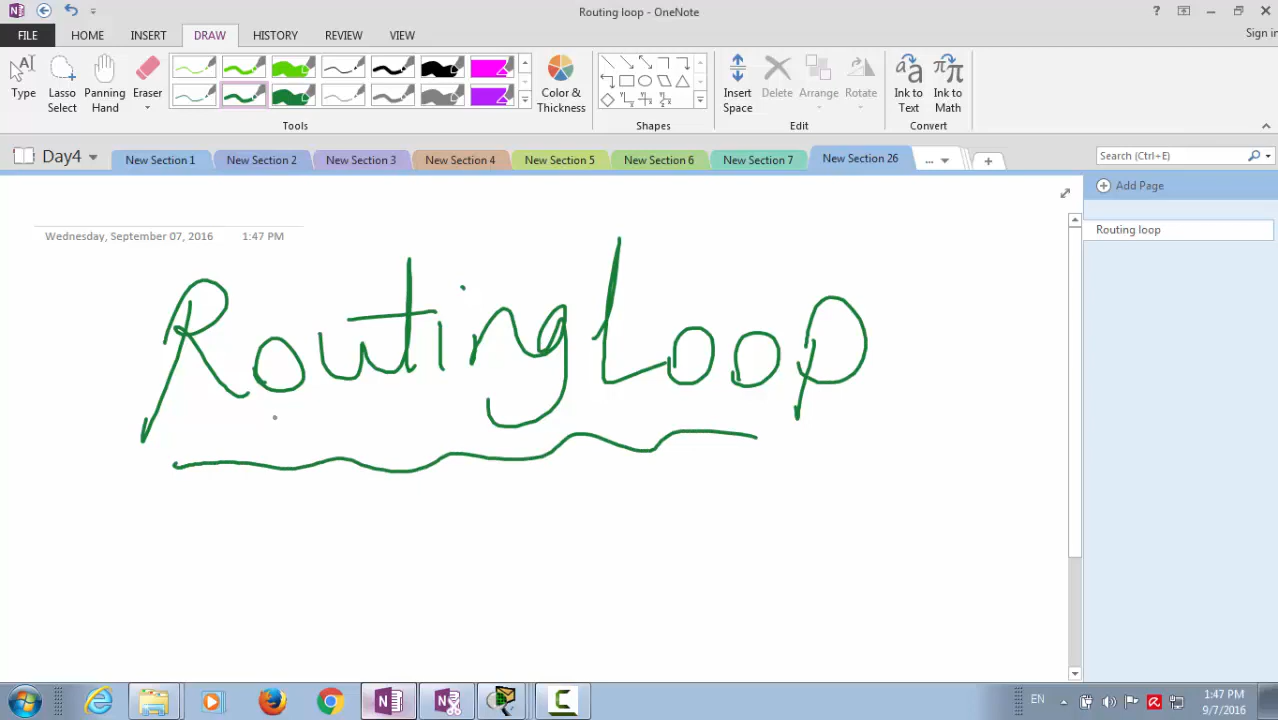 Routing loop - OneNote
? 
Sign in
FILE HOME INSERT DRAW HISTORY REVIEW VIEW
Type
Lasso Select
Panning Hand
Eraser
Color & Thickness
Insert Space
Delete
Arrange
Rotate
Ink to Text
Ink to Math
Tools
Shapes
Edit
Convert
Day4
New Section 1
New Section 2
New Section 3
New Section 4
New Section 5
New Section 6
New Section 7
New Section 26
...
Search (Ctrl+E)
Add Page
Routing loop
Wednesday, September 07, 2016 1:47 PM
Routing Loop
EN
1:47 PM
9/7/2016